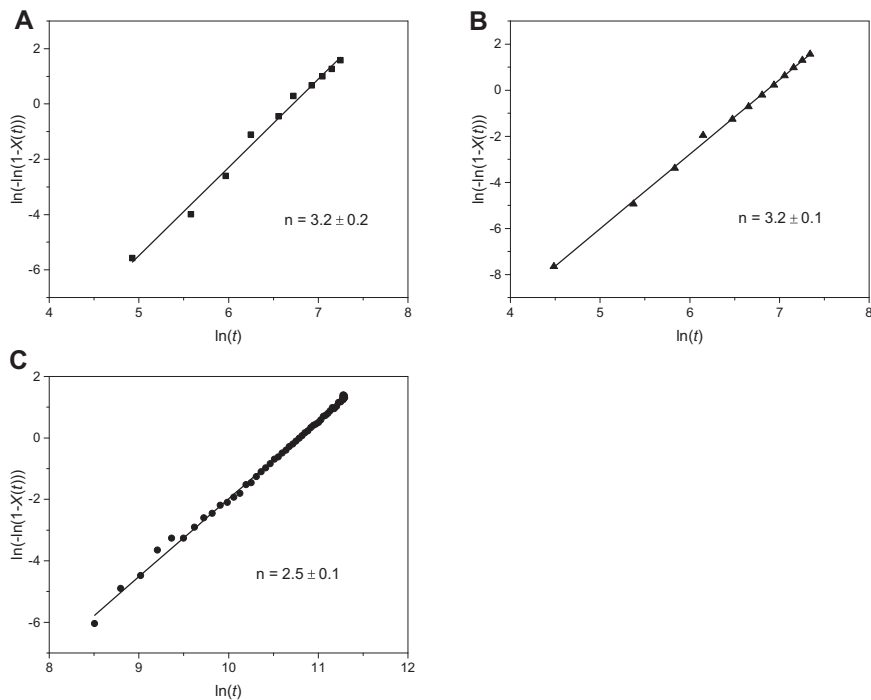 A
2
0
-2
-4
-6
ln(-ln(1-X(t)))
n = 3.2 ± 0.2
4 5 6 7 8
ln(t)
B
2
0
-2
-4
-6
-8
ln(-ln(1-X(t)))
n = 3.2 ± 0.1
4 5 6 7 8
ln(t)
C
2
0
-2
-4
-6
ln(-ln(1-X(t)))
n = 2.5 ± 0.1
8 9 10 11 12
ln(t)